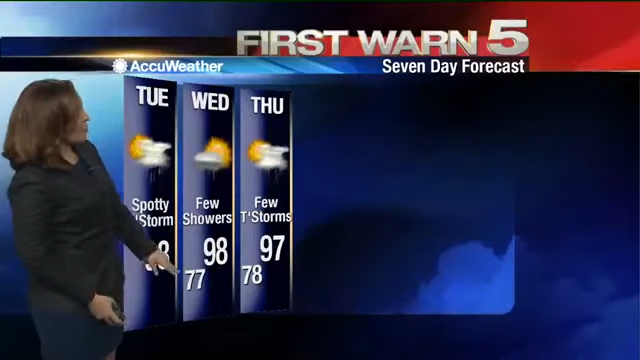 FIRST WARN 5
AccuWeather
Seven Day Forecast
TUE
WED
THU
Spotty
Few
Showers
Few
T'Storms
98
77
97
78